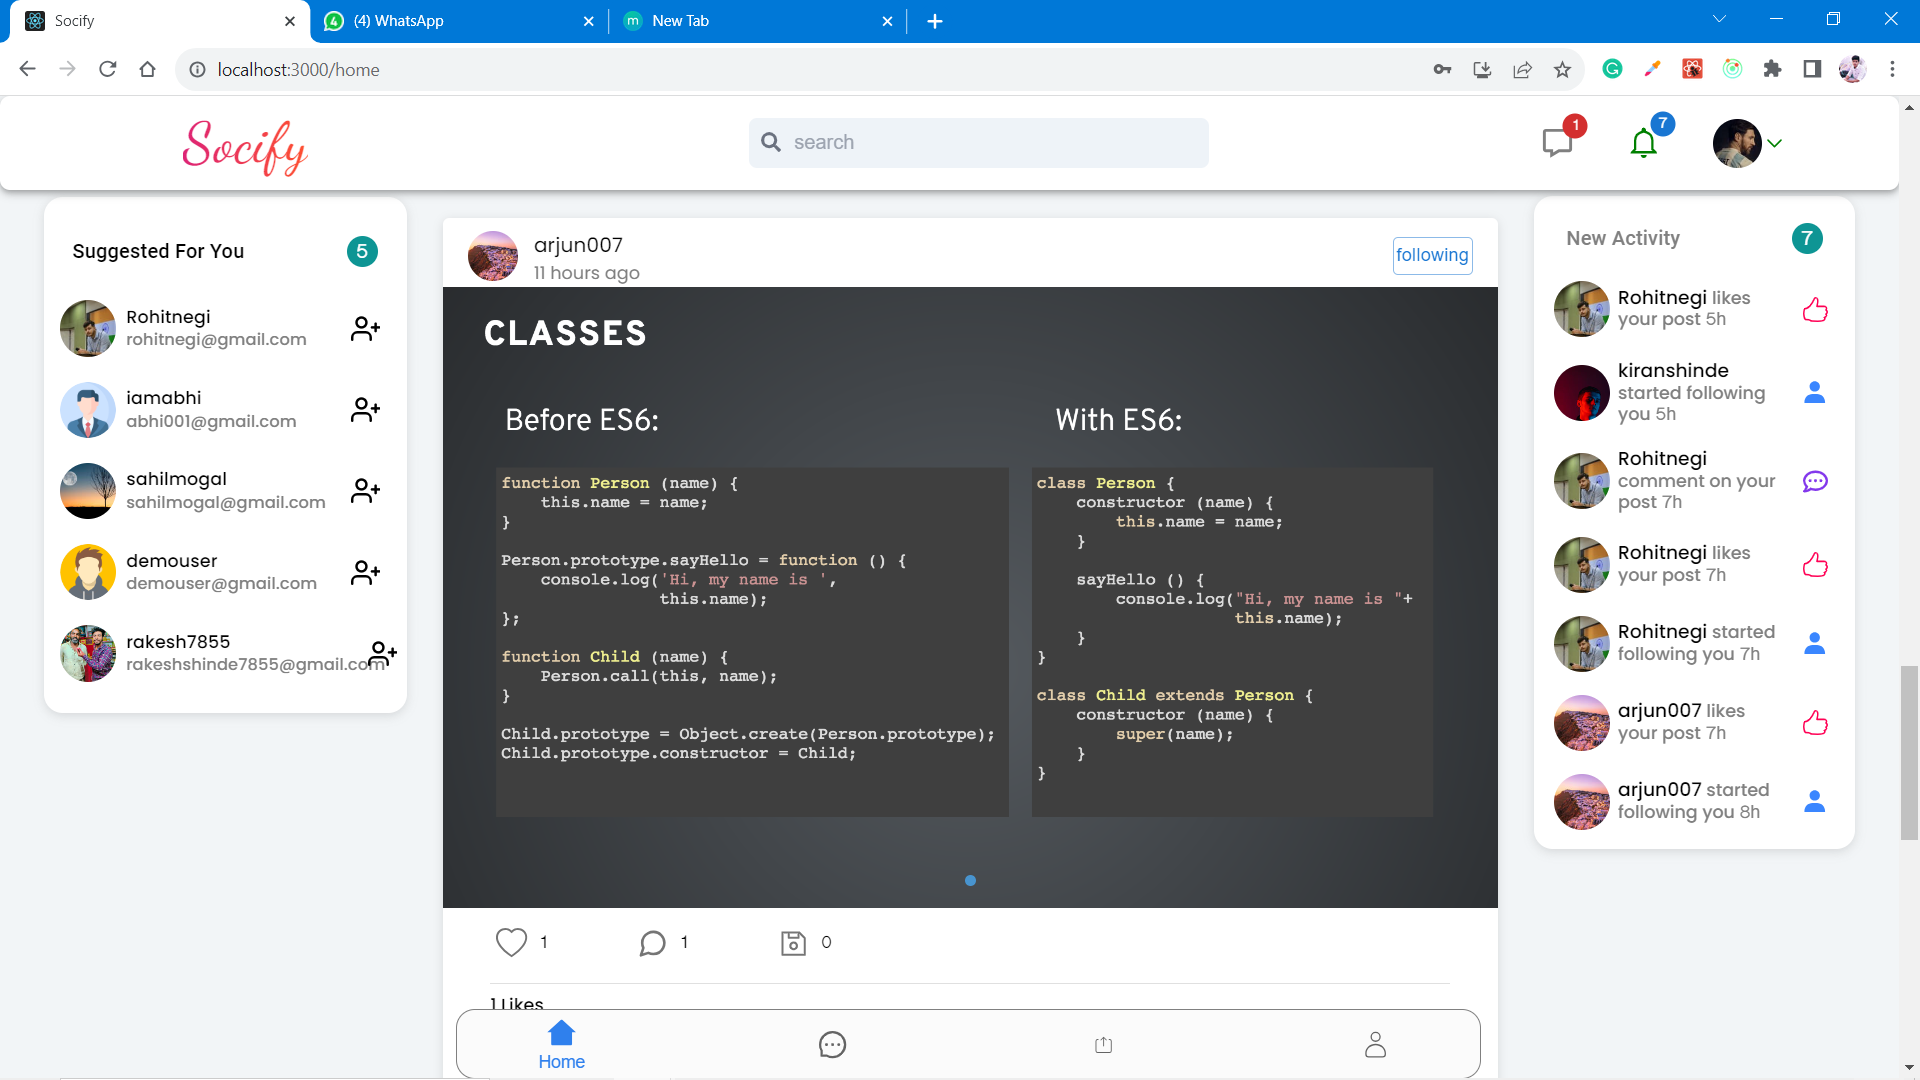 Socify
(4) WhatsApp
New Tab
localhost:3000/home
Socify
search
1
7
Suggested For You
5
Rohitnegi
rohitnegi@gmail.com
iamabhi
abhi001@gmail.com
sahilmogal
sahilmogal@gmail.com
demouser
demouser@gmail.com
rakesh7855
rakeshshinde7855@gmail.com
arjun007
11 hours ago
following
CLASSES
Before ES6:
function Person (name) {
    this.name = name;
}
Person.prototype.sayHello = function () {
    console.log('Hi, my name is ',
                this.name);
};
function Child (name) {
    Person.call(this, name);
}
Child.prototype = Object.create(Person.prototype);
Child.prototype.constructor = Child;
With ES6:
class Person {
    constructor (name) {
        this.name = name;
    }
    sayHello () {
        console.log("Hi, my name is "+
                    this.name);
    }
}
class Child extends Person {
    constructor (name) {
        super(name);
    }
}
1
1
0
1 Likes
Home
New Activity
7
Rohitnegi likes
your post 5h
kiranshinde
started following
you 5h
Rohitnegi
comment on your
post 7h
Rohitnegi likes
your post 7h
Rohitnegi started
following you 7h
arjun007 likes
your post 7h
arjun007 started
following you 8h